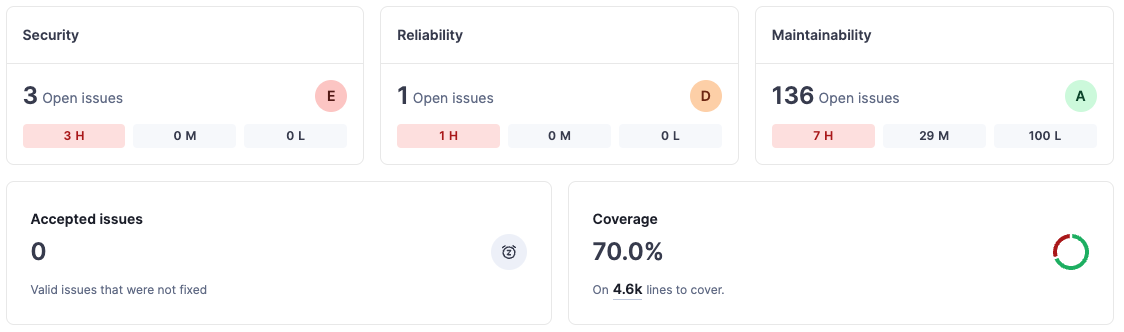 Security
3 Open issues E
3 H 0 M 0 L
Reliability
1 Open issues D
1 H 0 M 0 L
Maintainability
136 Open issues A
7 H 29 M 100 L
Accepted issues
0
z
Valid issues that were not fixed
Coverage
70.0%
On 4.6k lines to cover.